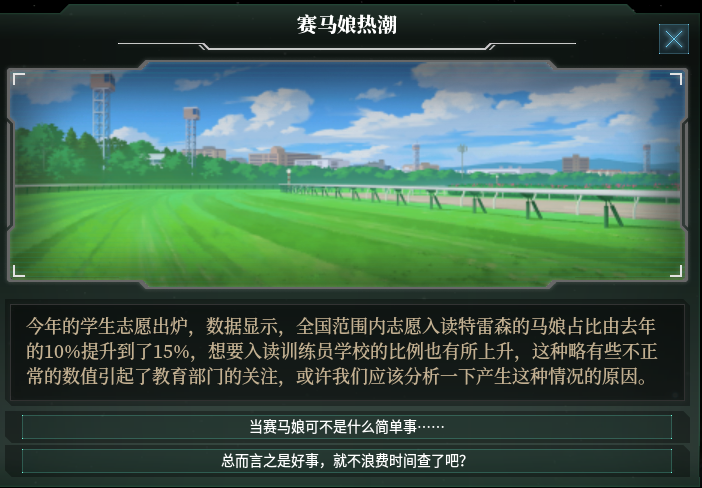 赛马娘热潮
今年的学生志愿出炉，数据显示，全国范围内志愿入读特雷森的马娘占比由去年
的10%提升到了15%，想要入读训练员学校的比例也有所上升，这种略有些不正
常的数值引起了教育部门的关注，或许我们应该分析一下产生这种情况的原因。
当赛马娘可不是什么简单事……
总而言之是好事，就不浪费时间查了吧?